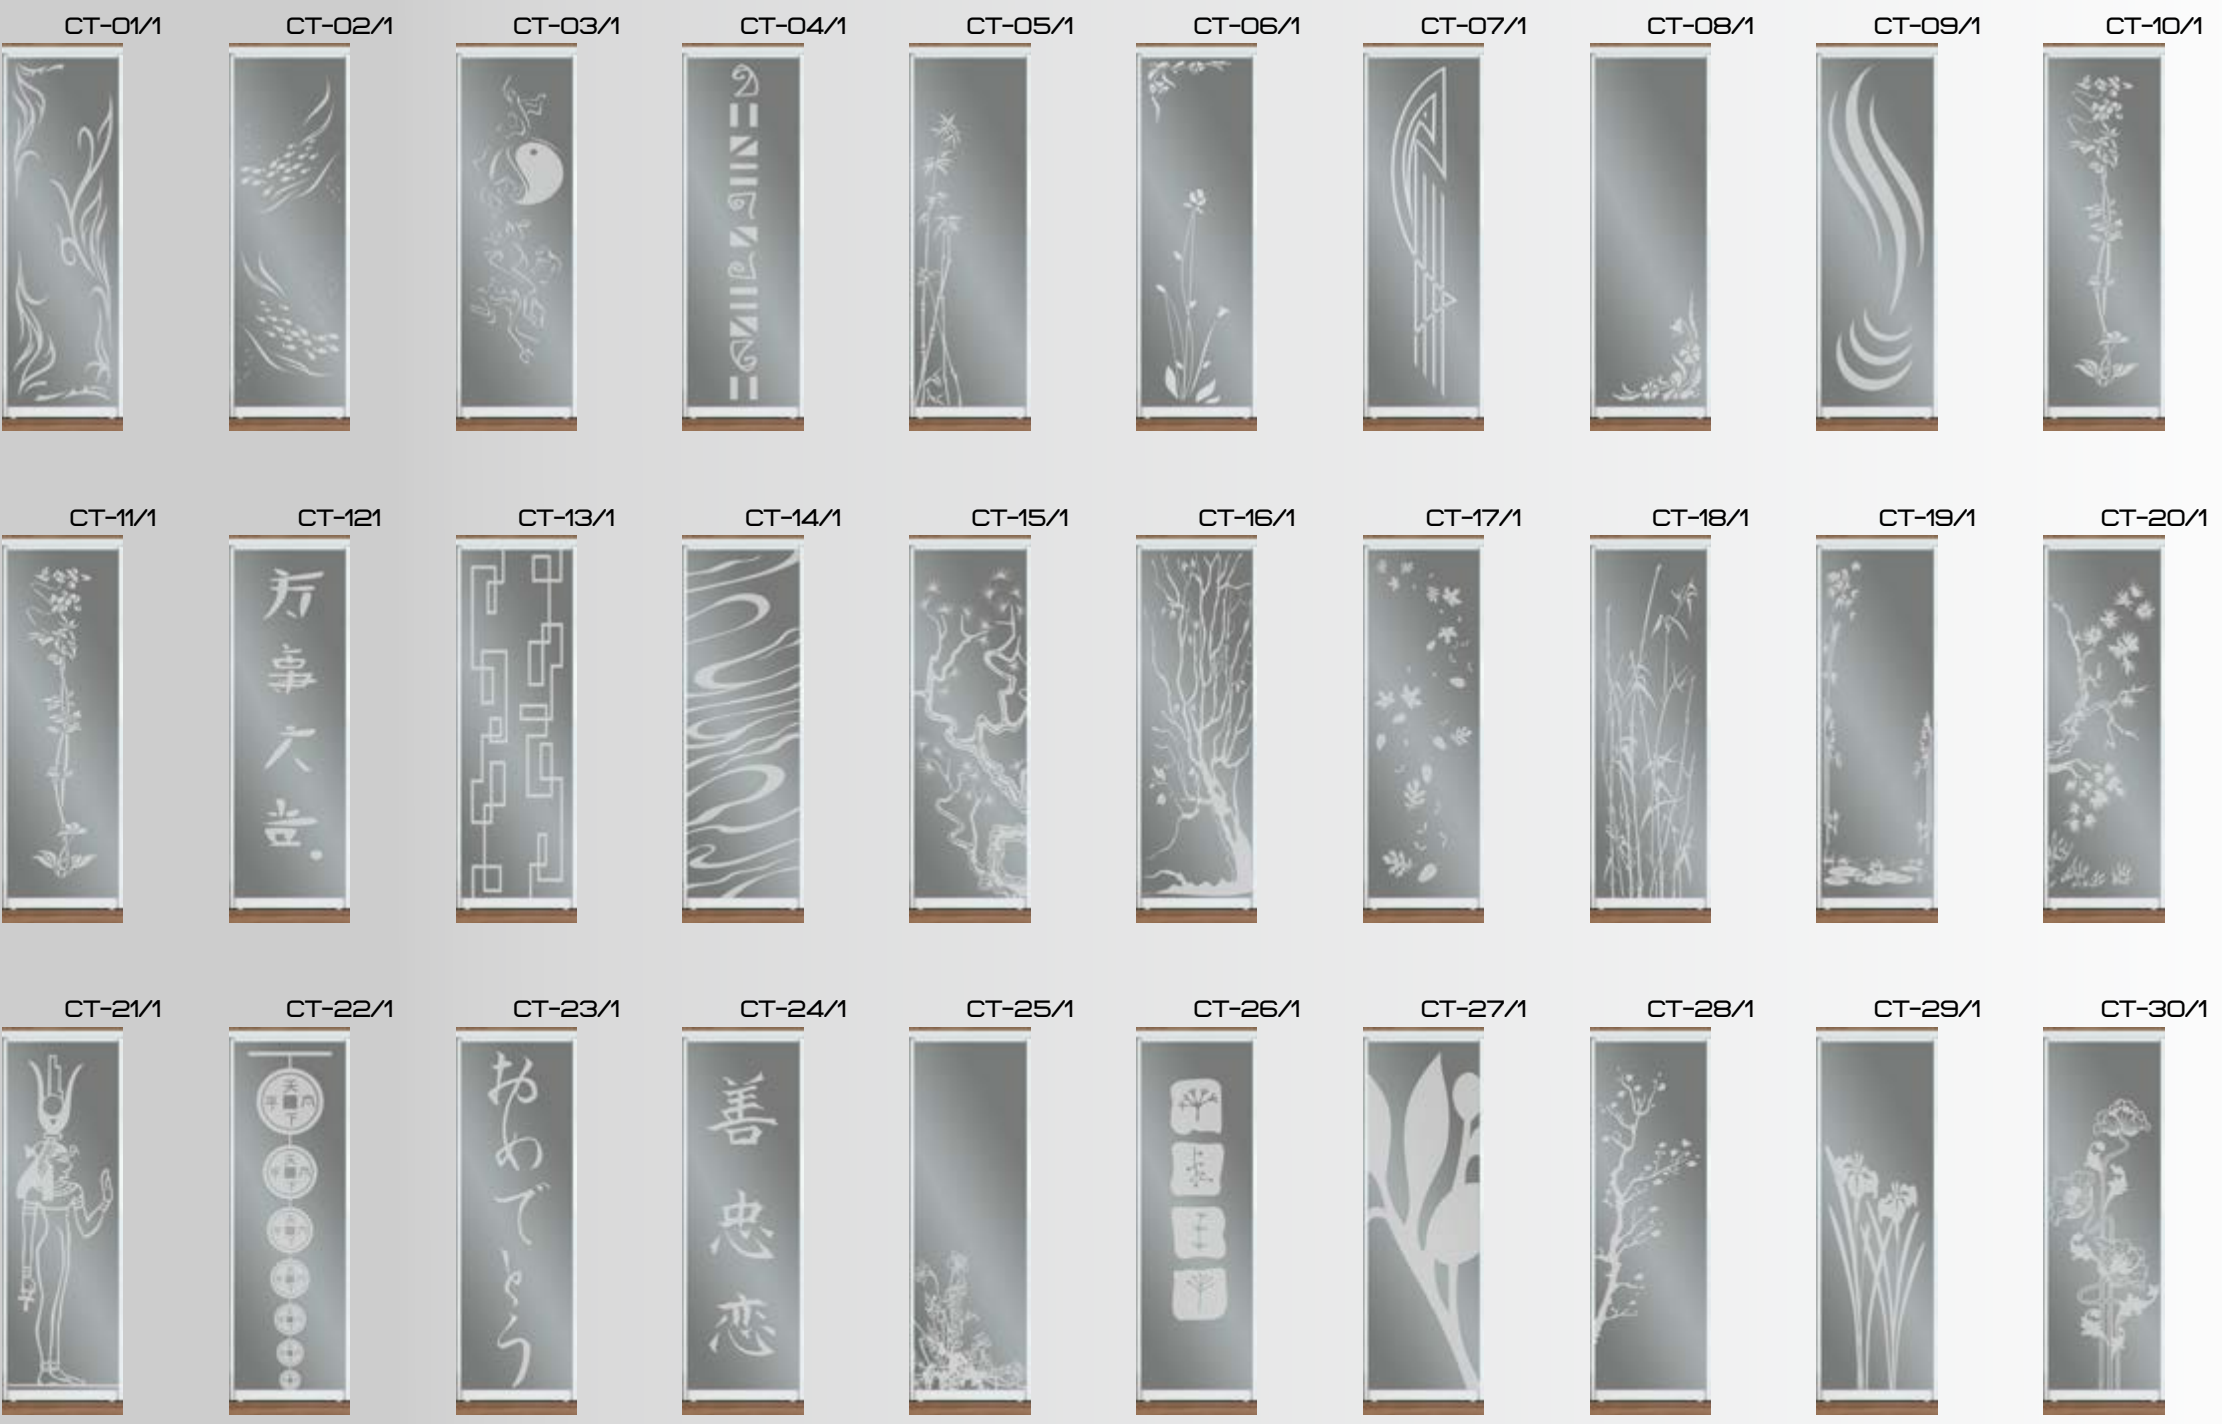 CT-01/1 CT-02/1 CT-03/1 CT-04/1 CT-05/1 CT-06/1 CT-07/1 CT-08/1 CT-09/1 CT-10/1
CT-11/1 CT-121 CT-13/1 CT-14/1 CT-15/1 CT-16/1 CT-17/1 CT-18/1 CT-19/1 CT-20/1
CT-21/1 CT-22/1 CT-23/1 CT-24/1 CT-25/1 CT-26/1 CT-27/1 CT-28/1 CT-29/1 CT-30/1
天
平
下
おめでとう
善
忠
恋